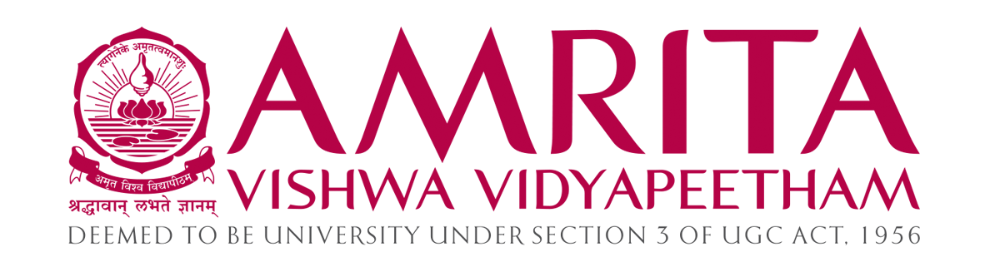 त्यागेनैके अमृतत्वमानशुः
अमृत विश्व विद्यापीठम्
श्रद्धावान् लभते ज्ञानम्
AMRITA
VISHWA VIDYAPEETHAM
DEEMED TO BE UNIVERSITY UNDER SECTION 3 OF UGC ACT, 1956